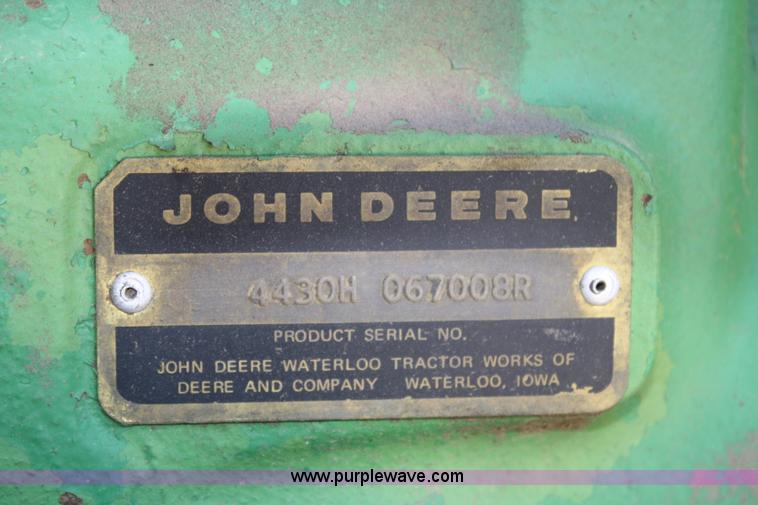 JOHN DEERE
4430H 067008R
PRODUCT SERIAL NO.
JOHN DEERE WATERLOO TRACTOR WORKS OF
DEERE AND COMPANY WATERLOO, IOWA
www.purplewave.com